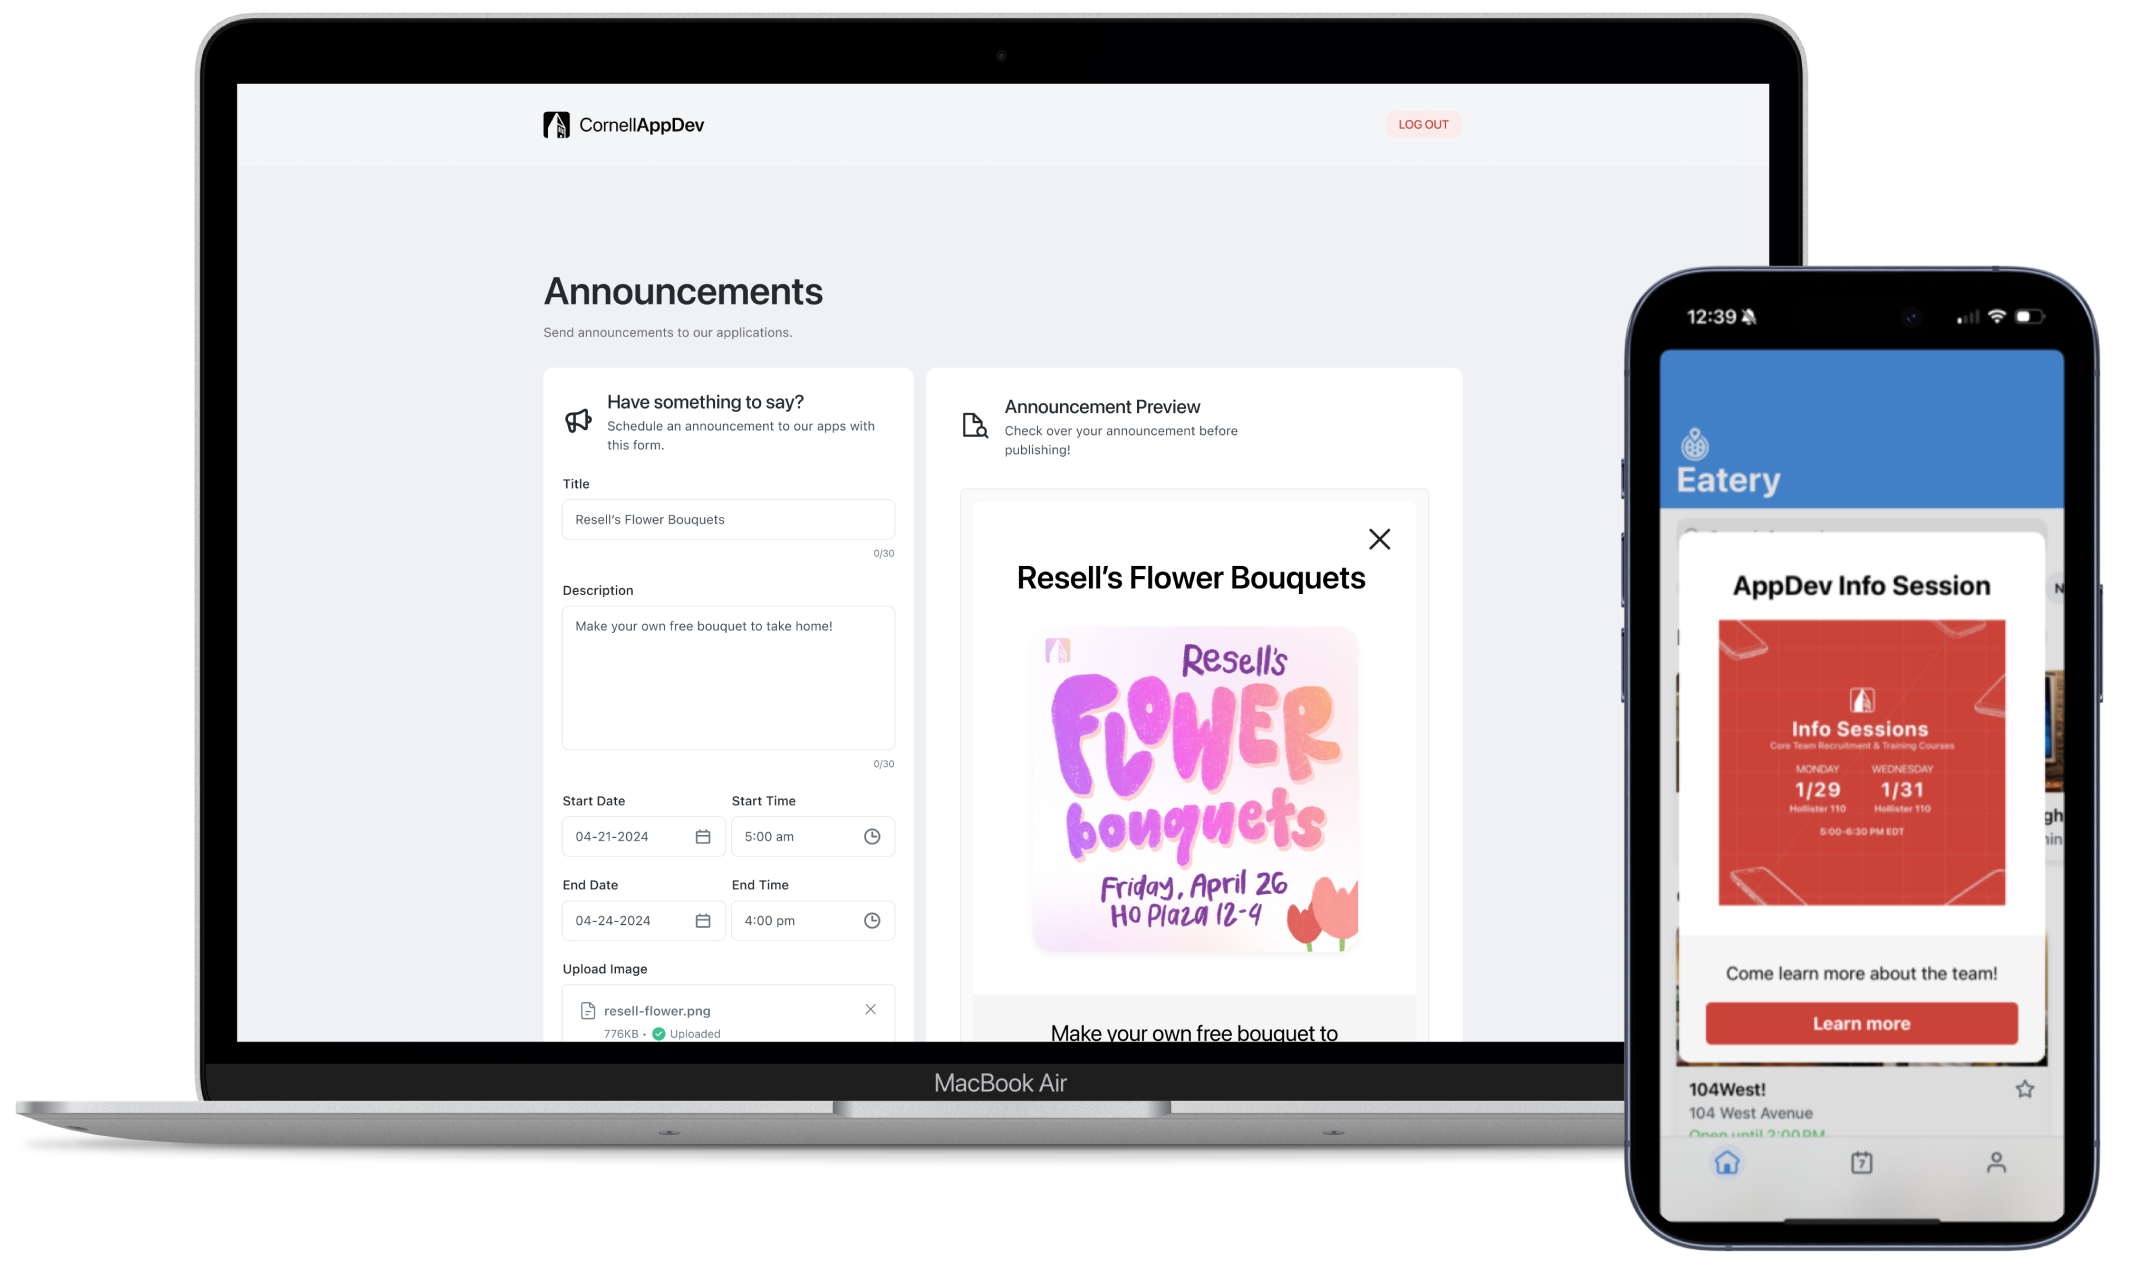 CornellAppDev
LOG OUT
Announcements
Send announcements to our applications.
Have something to say?
Schedule an announcement to our apps with
this form.
Title
Resell's Flower Bouquets
0/30
Description
Make your own free bouquet to take home!
0/30
Start Date
Start Time
04-21-2024
5:00 am
End Date
End Time
04-24-2024
4:00 pm
Upload Image
resell-flower.png
776KB • Uploaded
Announcement Preview
Check over your announcement before
publishing!
Resell's Flower Bouquets
Resell's
FLOWER
bouquets
Friday, April 26
HO Plaza 12-4
Make your own free bouquet to
MacBook Air
12:39
Eatery
AppDev Info Session
Info Sessions
Core Team Recruitment & Training Courses
MONDAY
WEDNESDAY
1/29
1/31
Hollister 110
Hollister 110
5:00-6:30 PM EDT
Come learn more about the team!
Learn more
104West!
104 West Avenue
Open until 2:00 PM
7